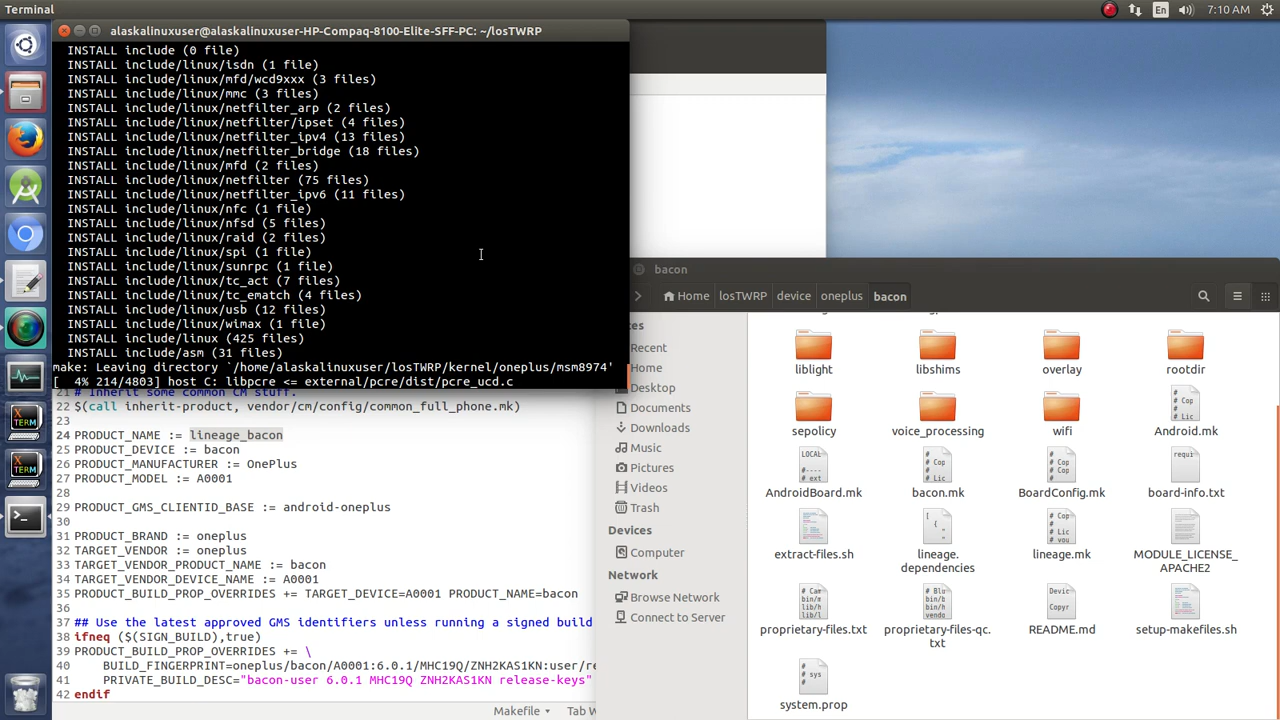 Terminal
En
7:10 AM
alaskalinuxuser@alaskalinuxuser-HP-Compaq-8100-Elite-SFF-PC: ~/losTWRP
INSTALL include (0 file)
INSTALL include/linux/isdn (1 file)
INSTALL include/linux/mfd/wcd9xxx (3 files)
INSTALL include/linux/mmc (3 files)
INSTALL include/linux/netfilter_arp (2 files)
INSTALL include/linux/netfilter/ipset (4 files)
INSTALL include/linux/netfilter_ipv4 (13 files)
INSTALL include/linux/netfilter_bridge (18 files)
INSTALL include/linux/mfd (2 files)
INSTALL include/linux/netfilter (75 files)
INSTALL include/linux/netfilter_ipv6 (11 files)
INSTALL include/linux/nfc (1 file)
INSTALL include/linux/nfsd (5 files)
INSTALL include/linux/raid (2 files)
INSTALL include/linux/spi (1 file)
INSTALL include/linux/sunrpc (1 file)
INSTALL include/linux/tc_act (7 files)
INSTALL include/linux/tc_ematch (4 files)
INSTALL include/linux/usb (12 files)
INSTALL include/linux/wimax (1 file)
INSTALL include/linux (425 files)
INSTALL include/asm (31 files)
make: Leaving directory `/home/alaskalinuxuser/losTWRP/kernel/oneplus/msm8974'
[  4% 214/4803] host C: libpcre <= external/pcre/dist/pcre_ucd.c
21 # Inherit some common CM stuff.
22 $(call inherit-product, vendor/cm/config/common_full_phone.mk)
23
24 PRODUCT_NAME := lineage_bacon
25 PRODUCT_DEVICE := bacon
26 PRODUCT_MANUFACTURER := OnePlus
27 PRODUCT_MODEL := A0001
28
29 PRODUCT_GMS_CLIENTID_BASE := android-oneplus
30
31 PRODUCT_BRAND := oneplus
32 TARGET_VENDOR := oneplus
33 TARGET_VENDOR_PRODUCT_NAME := bacon
34 TARGET_VENDOR_DEVICE_NAME := A0001
35 PRODUCT_BUILD_PROP_OVERRIDES += TARGET_DEVICE=A0001 PRODUCT_NAME=bacon
36
37 ## Use the latest approved GMS identifiers unless running a signed build
38 ifneq ($(SIGN_BUILD),true)
39 PRODUCT_BUILD_PROP_OVERRIDES += \
40 BUILD_FINGERPRINT=oneplus/bacon/A0001:6.0.1/MHC19Q/ZNH2KAS1KN:user/re
41 PRIVATE_BUILD_DESC="bacon-user 6.0.1 MHC19Q ZNH2KAS1KN release-keys"
42 endif
Makefile
Tab W
bacon
Home
losTWRP
device
oneplus
bacon
es
Recent
Home
Desktop
Documents
Downloads
Music
Pictures
Videos
Trash
Devices
Computer
Network
Browse Network
Connect to Server
liblight
libshims
overlay
rootdir
sepolicy
voice_processing
wifi
Android.mk
AndroidBoard.mk
bacon.mk
BoardConfig.mk
board-info.txt
extract-files.sh
lineage.
dependencies
lineage.mk
MODULE_LICENSE_
APACHE2
proprietary-files.txt
proprietary-files-qc.
txt
README.md
setup-makefiles.sh
system.prop
X
TERM
X
TERM